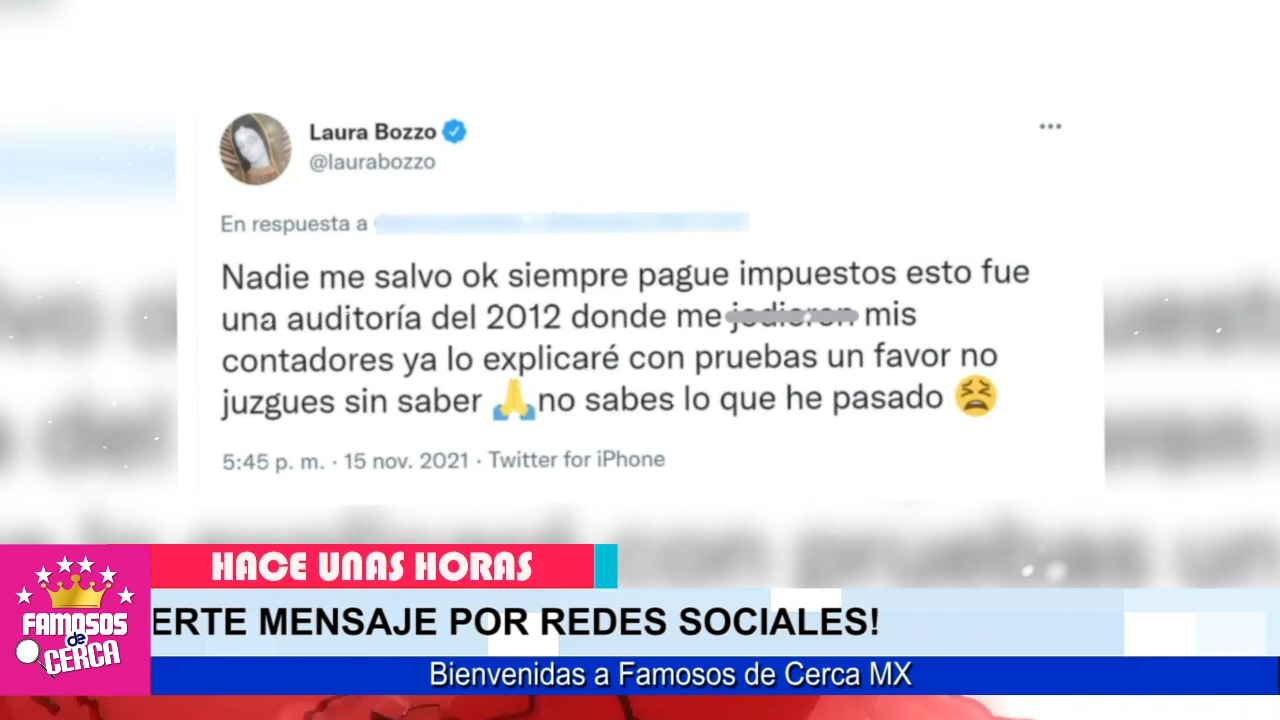 Laura Bozzo
@laurabozzo
En respuesta a
Nadie me salvo ok siempre pague impuestos esto fue
una auditoría del 2012 donde me jodieron mis
contadores ya lo explicaré con pruebas un favor no
juzgues sin saber 🙏no sabes lo que he pasado 😫
5:45 p. m. · 15 nov. 2021 · Twitter for iPhone
HACE UNAS HORAS
ERTE MENSAJE POR REDES SOCIALES!
FAMOSOS
de
CERCA
Bienvenidas a Famosos de Cerca MX